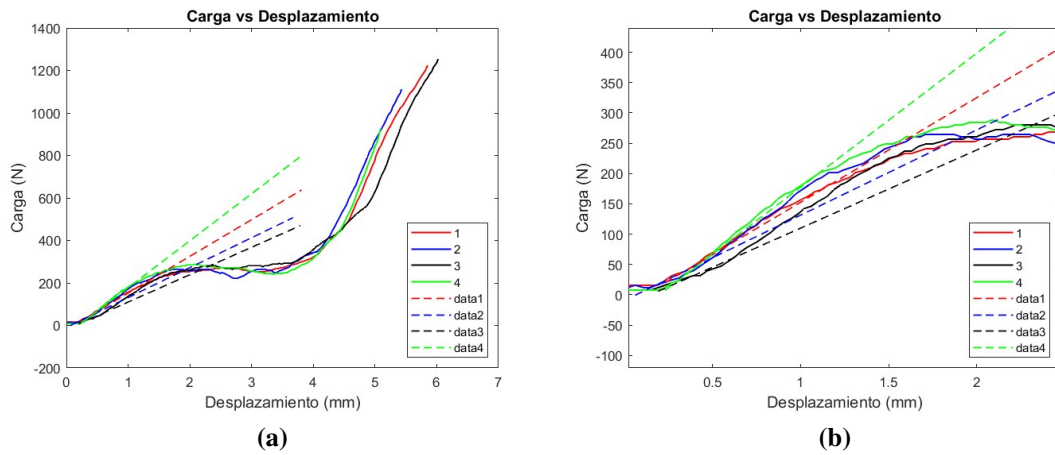 Carga vs Desplazamiento
1400
1200
1000
800
600
400
200
0
-200
Carga (N)
0 1 2 3 4 5 6 7
Desplazamiento (mm)
1
2
3
4
data1
data2
data3
data4
(a)
Carga vs Desplazamiento
400
350
300
250
200
150
100
50
0
-50
-100
Carga (N)
0.5 1 1.5 2
Desplazamiento (mm)
1
2
3
4
data1
data2
data3
data4
(b)